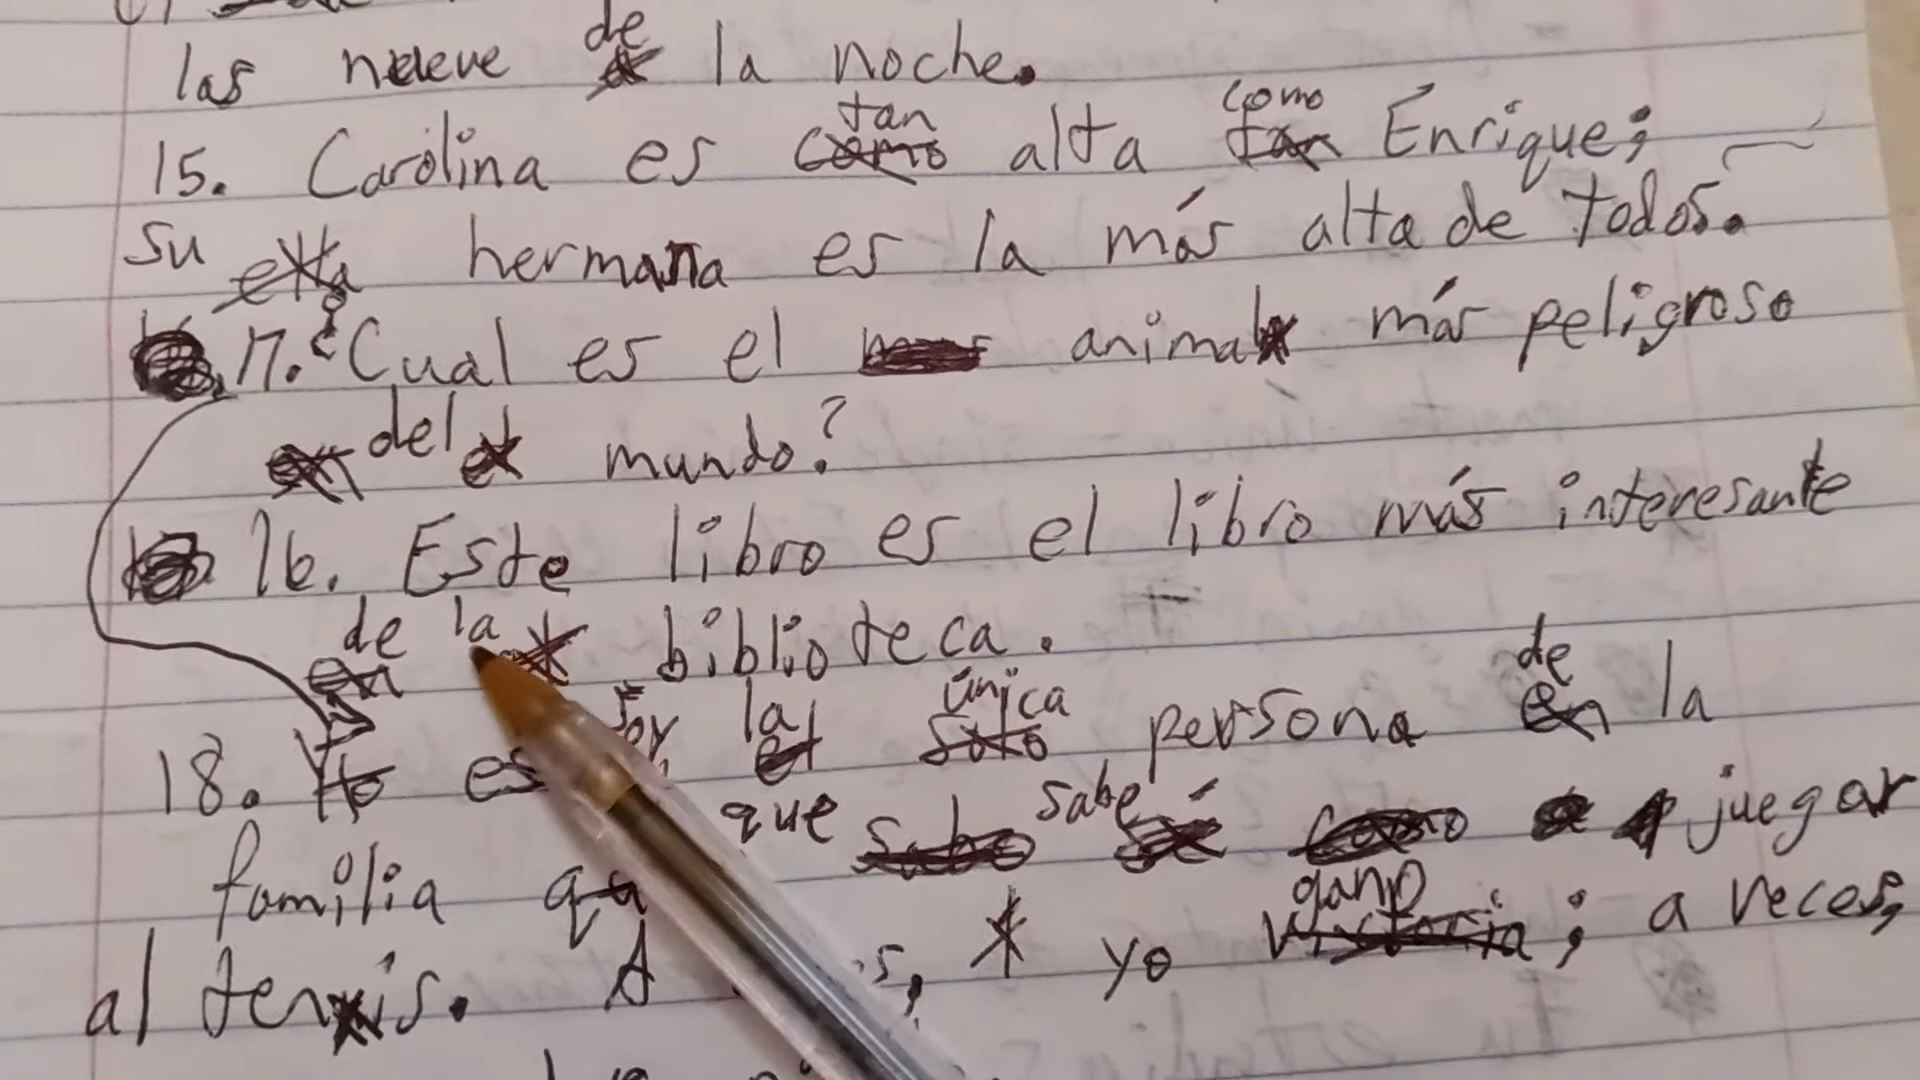 las nueve de la noche.
15. Carolina es tan alta como Enrique;
su hermana es la más alta de todos.
17. ¿Cual es el animal más peligroso
del mundo?
16. Este libro es el libro más interesante
de la biblioteca.
18. Yo soy la única persona de la
familia que sabe juegar
al tenis. A yo gano; a veces,